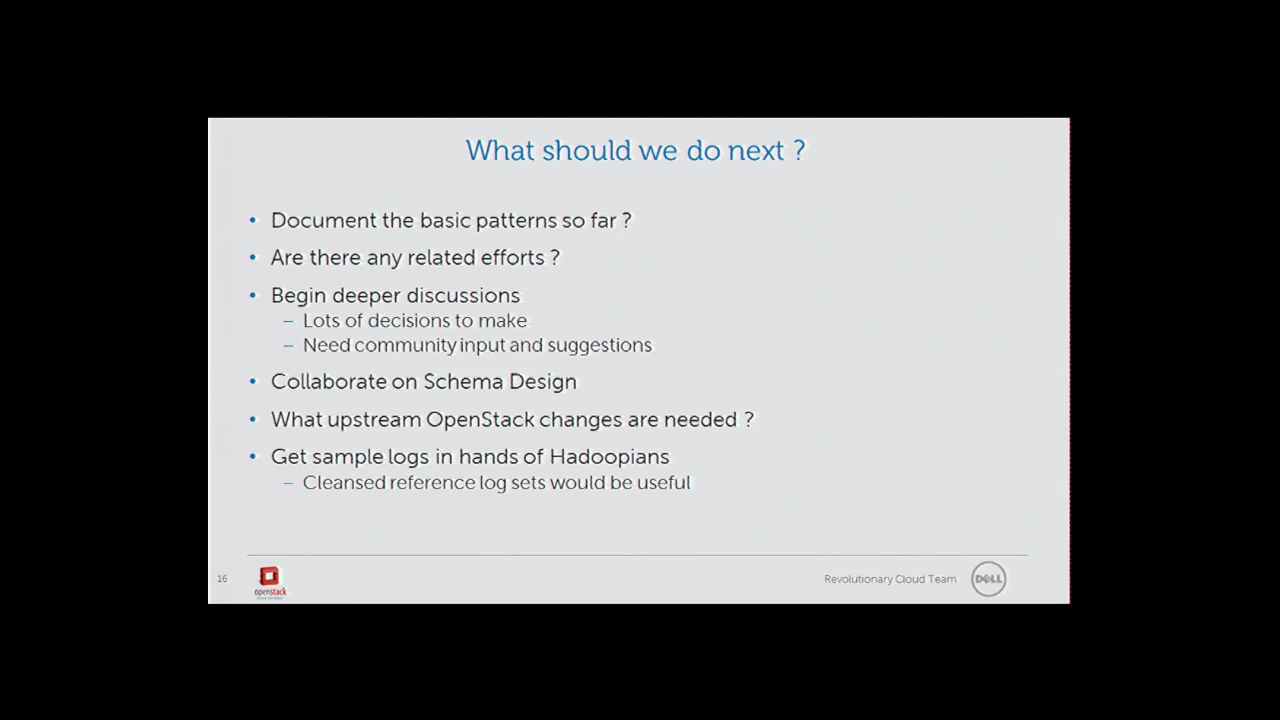 What should we do next ?
• Document the basic patterns so far ?
• Are there any related efforts ?
• Begin deeper discussions
– Lots of decisions to make
– Need community input and suggestions
• Collaborate on Schema Design
• What upstream OpenStack changes are needed ?
• Get sample logs in hands of Hadoopians
– Cleansed reference log sets would be useful
16
openstack
Revolutionary Cloud Team
DELL